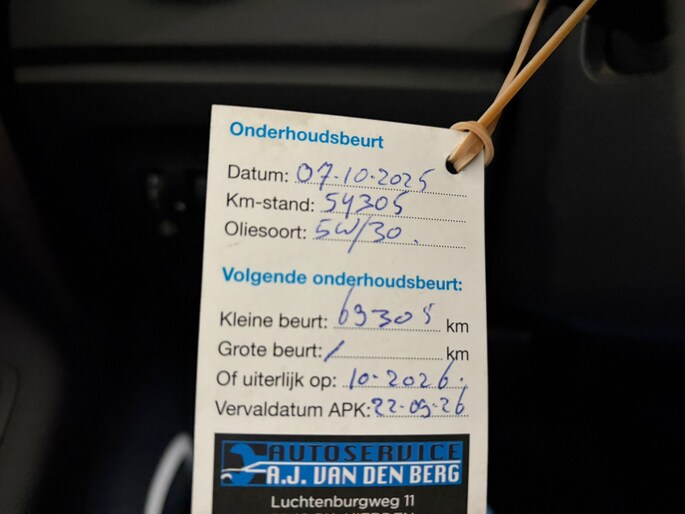 Onderhoudsbeurt
Datum: 07-10-2025
Km-stand: 54305
Oliesoort: 5W/30.
Volgende onderhoudsbeurt:
Kleine beurt: 69305 km
Grote beurt: / km
Of uiterlijk op: 10-2026.
Vervaldatum APK: 22-09-26
AUTOSERVICE
A.J. VAN DEN BERG
Luchtenburgweg 11